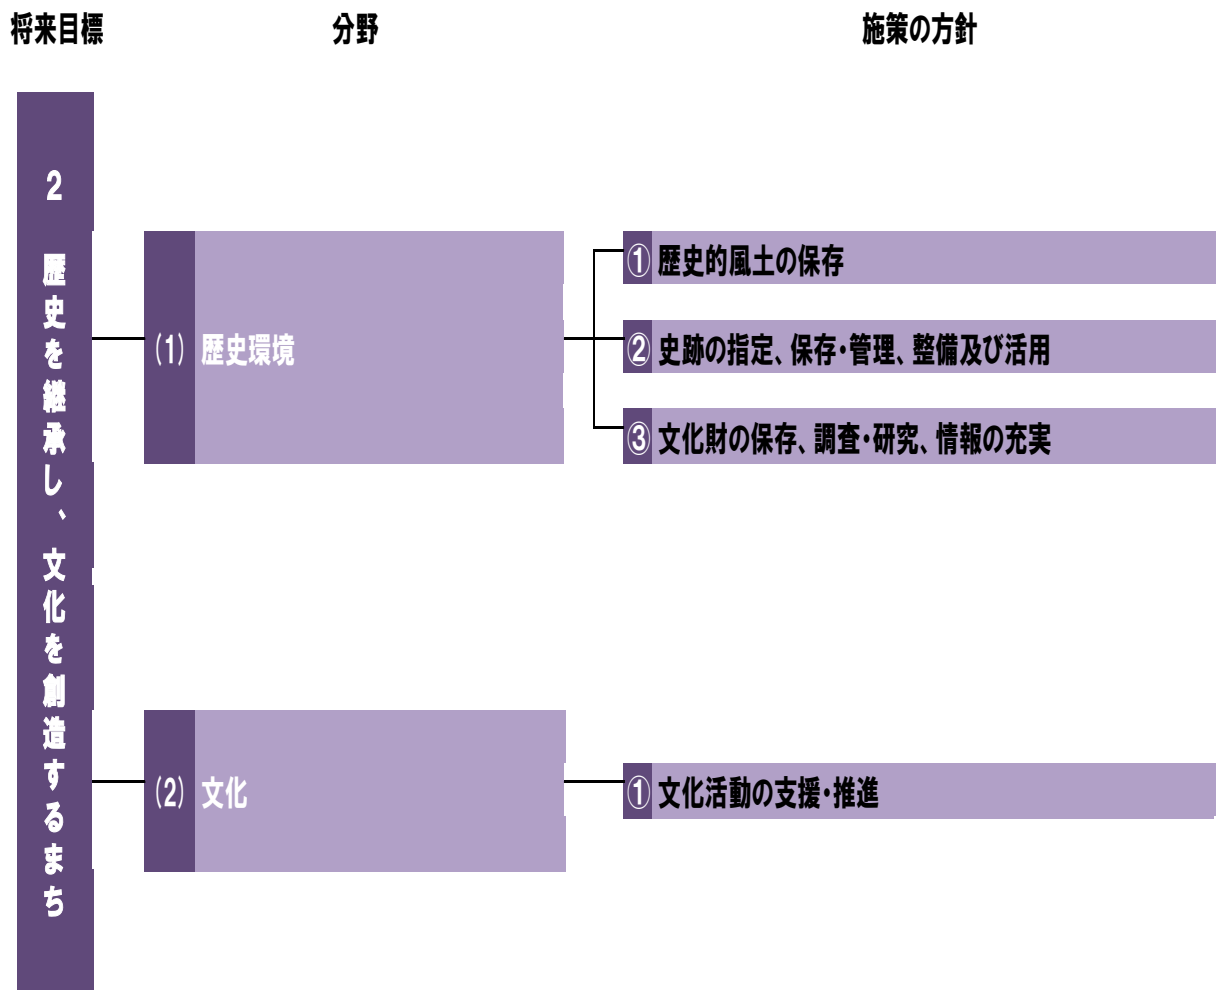 将来目標
分野
施策の方針
2 歴史を継承し、文化を創造するまち
(1) 歴史環境
① 歴史的風土の保存
② 史跡の指定、保存・管理、整備及び活用
③ 文化財の保存、調査・研究、情報の充実
(2) 文化
① 文化活動の支援・推進